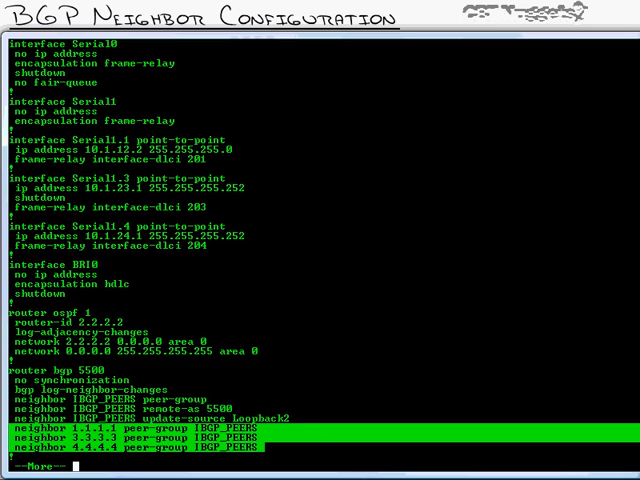 BGP NEIGHBOR CONFIGURATION
interface Serial0
no ip address
encapsulation frame-relay
shutdown
no fair-queue
!
interface Serial1
no ip address
encapsulation frame-relay
!
interface Serial1.1 point-to-point
ip address 10.1.12.2 255.255.255.0
frame-relay interface-dlci 201
!
interface Serial1.3 point-to-point
ip address 10.1.23.1 255.255.255.252
shutdown
frame-relay interface-dlci 203
!
interface Serial1.4 point-to-point
ip address 10.1.24.1 255.255.255.252
frame-relay interface-dlci 204
!
interface BRI0
no ip address
encapsulation hdlc
shutdown
!
router ospf 1
router-id 2.2.2.2
log-adjacency-changes
network 2.2.2.2 0.0.0.0 area 0
network 0.0.0.0 255.255.255.255 area 0
!
router bgp 5500
no synchronization
bgp log-neighbor-changes
neighbor IBGP_PEERS peer-group
neighbor IBGP_PEERS remote-as 5500
neighbor IBGP_PEERS update-source Loopback2
neighbor 1.1.1.1 peer-group IBGP_PEERS
neighbor 3.3.3.3 peer-group IBGP_PEERS
neighbor 4.4.4.4 peer-group IBGP_PEERS
!
--More--